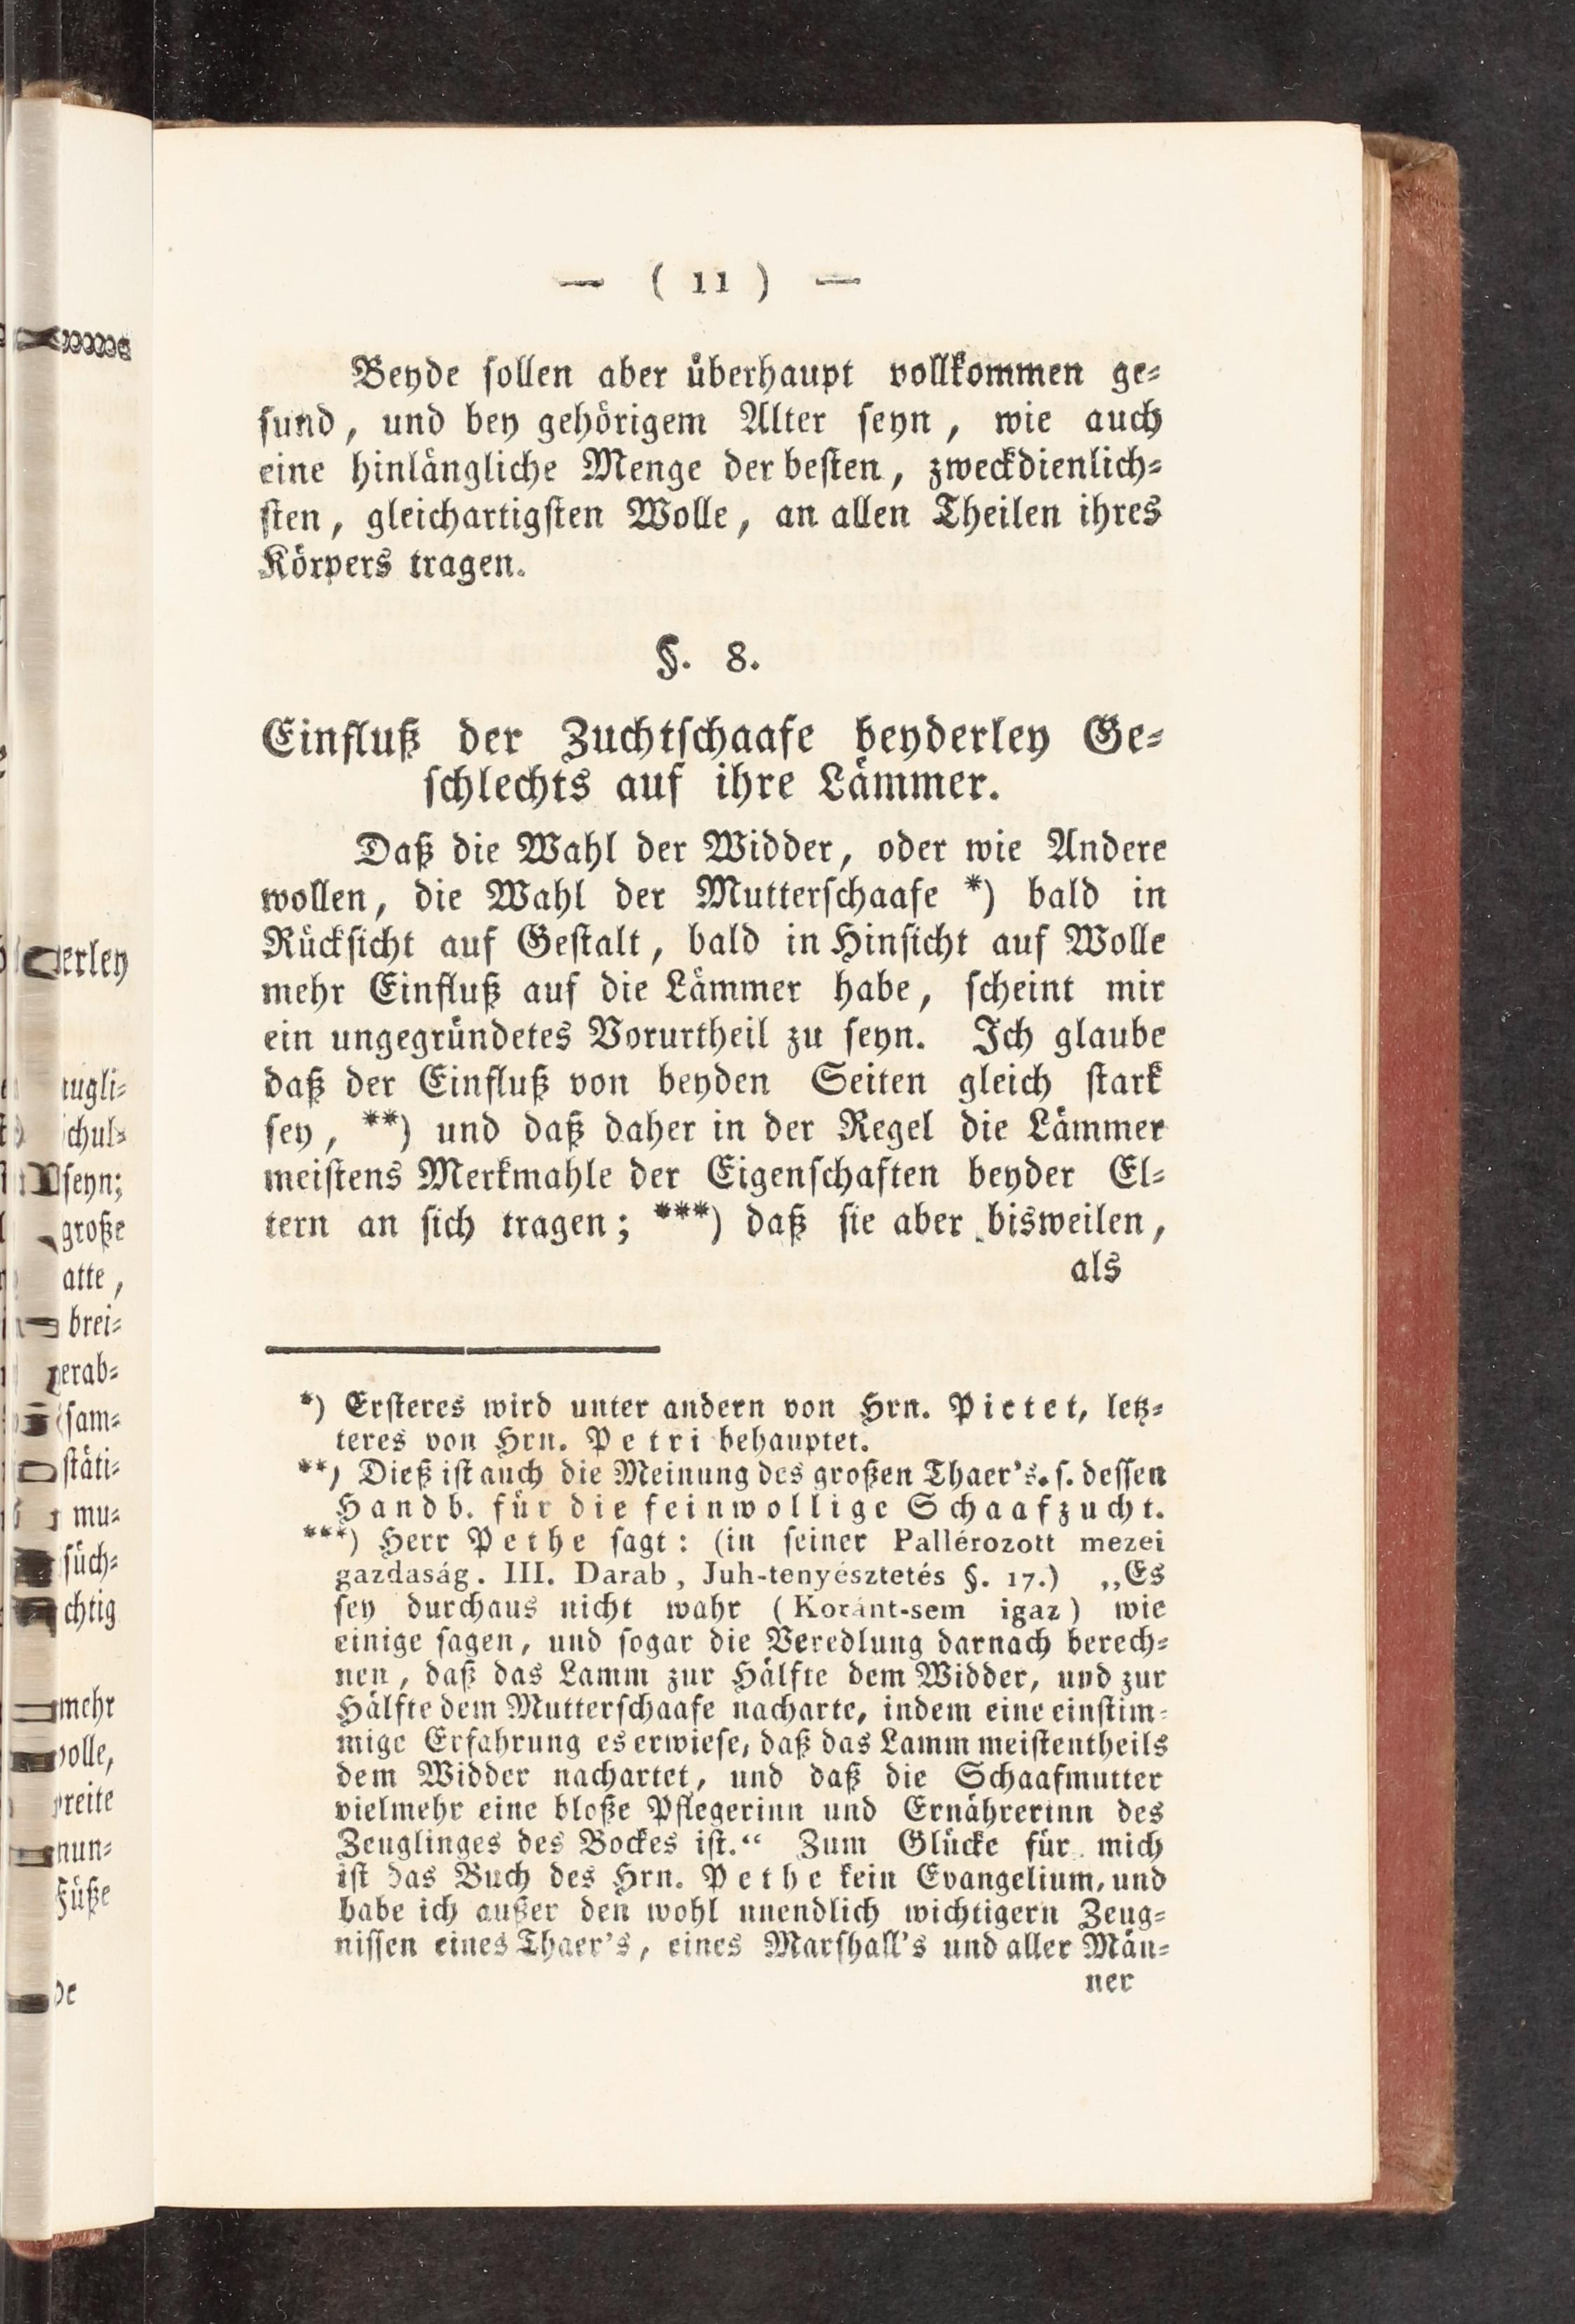 — ( 11 ) —
Beyde sollen aber überhaupt vollkommen ge-
sund, und bey gehörigem Alter seyn, wie auch
eine hinlängliche Menge der besten, zweckdienlich-
sten, gleichartigsten Wolle, an allen Theilen ihres
Körpers tragen.
§. 8.
Einfluß der Zuchtschaafe beyderley Ge-
schlechts auf ihre Lämmer.
Daß die Wahl der Widder, oder wie Andere
wollen, die Wahl der Mutterschaafe *) bald in
Rücksicht auf Gestalt, bald in Hinsicht auf Wolle
mehr Einfluß auf die Lämmer habe, scheint mir
ein ungegründetes Vorurtheil zu seyn. Ich glaube
daß der Einfluß von beyden Seiten gleich stark
sey, **) und daß daher in der Regel die Lämmer
meistens Merkmahle der Eigenschaften beyder El-
tern an sich tragen; ***) daß sie aber bisweilen,
als
*) Ersteres wird unter andern von Hrn. Pictet, letz-
teres von Hrn. Petri behauptet.
**) Dieß ist auch die Meinung des großen Thaer's. s. dessen
Handb. für die feinwollige Schaafzucht.
***) Herr Pethe sagt: (in seiner Pallérozott mezei
gazdaság. III. Darab, Juh-tenyésztetés §. 17.) „Es
sey durchaus nicht wahr (Koránt-sem igaz) wie
einige sagen, und sogar die Veredlung darnach berech-
nen, daß das Lamm zur Hälfte dem Widder, und zur
Hälfte dem Mutterschaafe nacharte, indem eine einstim-
mige Erfahrung es erwiese, daß das Lamm meistentheils
dem Widder nachartet, und daß die Schaafmutter
vielmehr eine bloße Pflegerinn und Ernährerinn des
Zeuglinges des Bockes ist.“ Zum Glücke für mich
ist das Buch des Hrn. Pethe kein Evangelium, und
habe ich außer den wohl unendlich wichtigern Zeug-
nissen eines Thaer's, eines Marshall's und aller Män-
ner